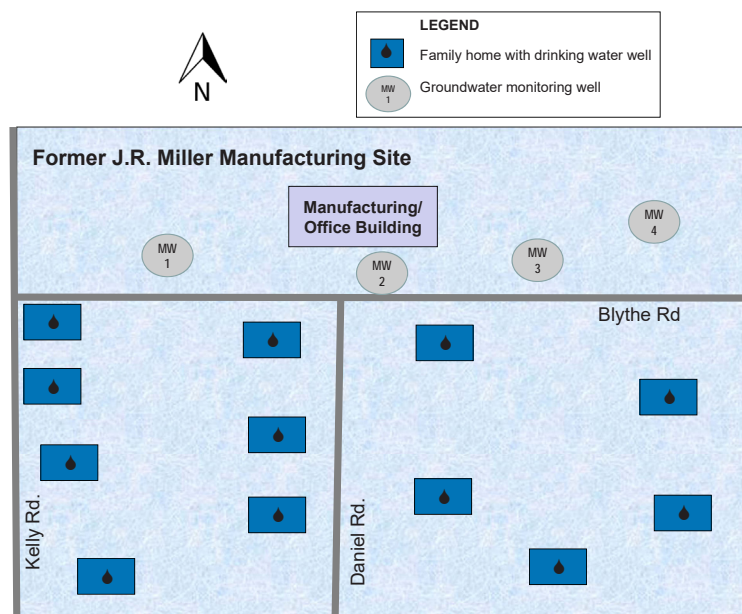 LEGEND
Family home with drinking water well
MW
1
Groundwater monitoring well
N
Former J.R. Miller Manufacturing Site
Manufacturing/
Office Building
MW
1
MW
2
MW
3
MW
4
Blythe Rd
Kelly Rd.
Daniel Rd.